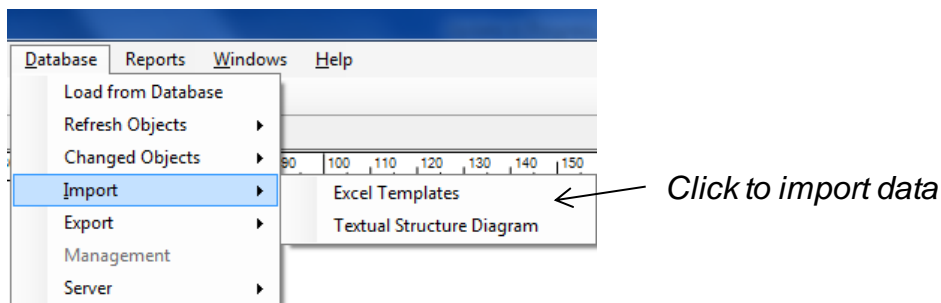 Database Reports Windows Help
Load from Database
Refresh Objects
Changed Objects
90 100 110 120 130 140 150
Import
Excel Templates
Click to import data
Export
Textual Structure Diagram
Management
Server